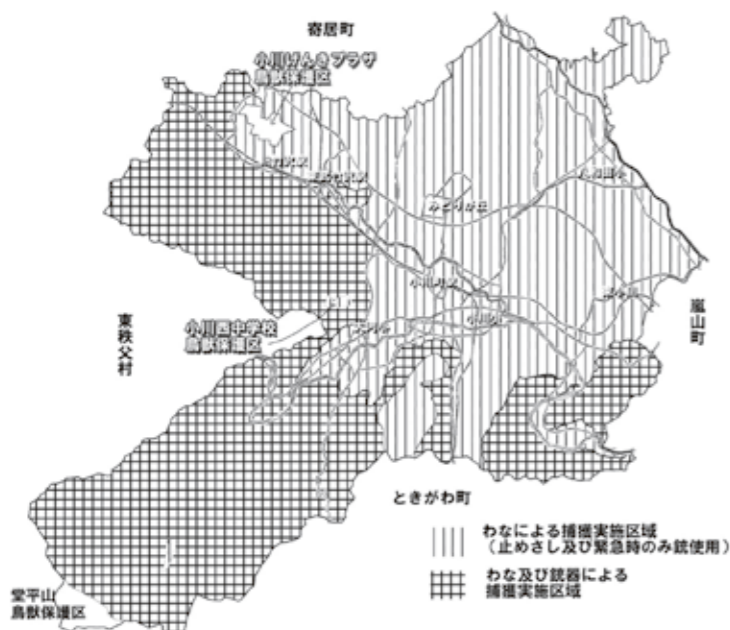 寄居町
小川げんきプラザ
鳥獣保護区
みどりが丘
小川町駅
小川西中学校
鳥獣保護区
東秩父村
嵐山町
ときがわ町
わなによる捕獲実施区域
（止めさし及び緊急時のみ銃使用）
わな及び銃器による
捕獲実施区域
堂平山
鳥獣保護区